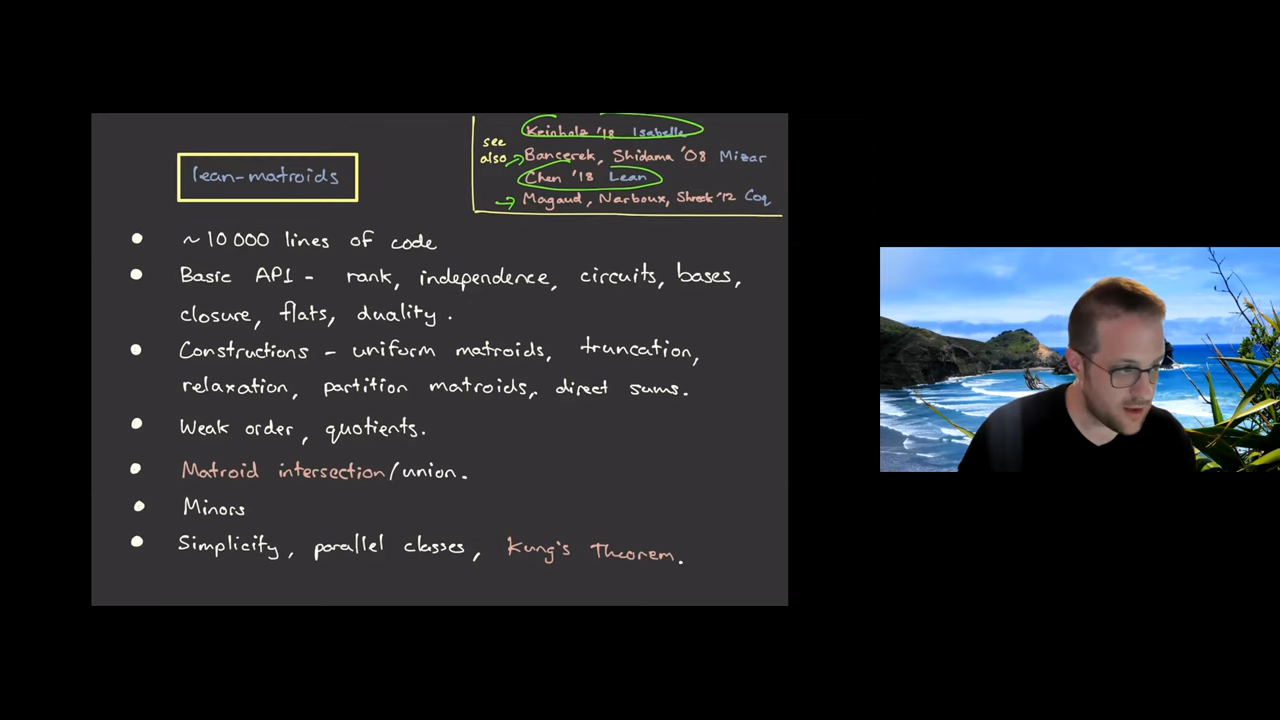 see also
Keinholz '18 Isabelle
Bancerek, Shidama '08 Mizar
Chen '18 Lean
Magaud, Narboux, Shreck '12 Coq
lean-matroids
~10 000 lines of code
Basic API - rank, independence, circuits, bases,
closure, flats, duality.
Constructions - uniform matroids, truncation,
relaxation, partition matroids, direct sums.
Weak order, quotients.
Matroid intersection/union.
Minors
Simplicity, parallel classes, Kung's Theorem.